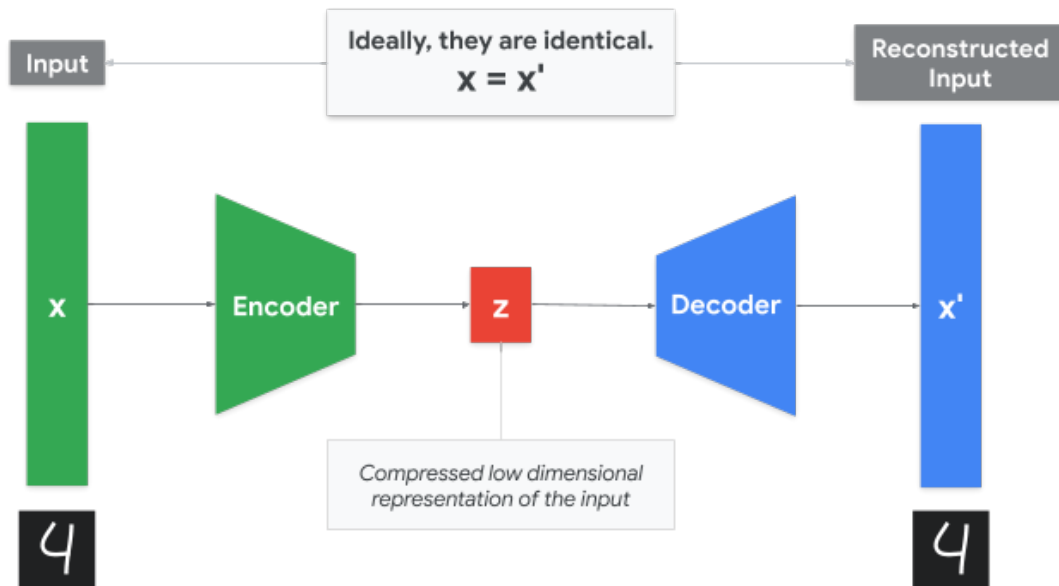 Input
Ideally, they are identical.
x = x'
Reconstructed
Input
x
Encoder
z
Decoder
x'
Compressed low dimensional
representation of the input
4
4